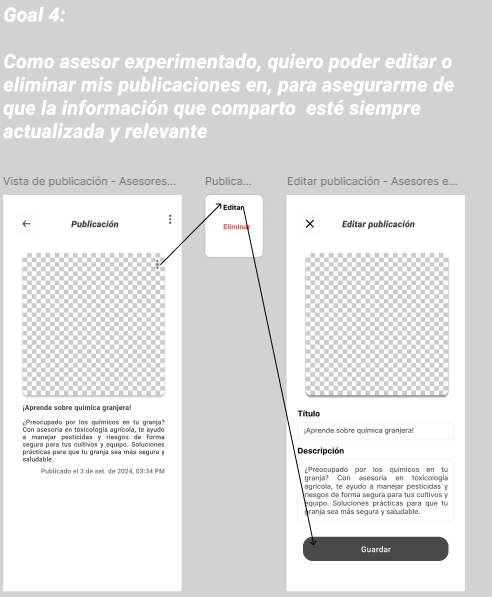 Goal 4:
Como asesor experimentado, quiero poder editar o
eliminar mis publicaciones en, para asegurarme de
que la información que comparto esté siempre
actualizada y relevante
Vista de publicación - Asesores...
Publicación
¡Aprende sobre química granjera!
¿Preocupado por los químicos en tu granja?
Con asesoría en toxicología agrícola, te ayudo
a manejar pesticidas y riesgos de forma
segura para tus cultivos y equipo. Soluciones
prácticas para que tu granja sea más segura y
saludable.
Publicado el 3 de set. de 2024, 03:34 PM
Publica...
Editar
Eliminar
Editar publicación - Asesores e...
Editar publicación
Título
¡Aprende sobre química granjera!
Descripción
¿Preocupado por los químicos en tu
granja? Con asesoría en toxicología
agrícola, te ayudo a manejar pesticidas y
riesgos de forma segura para tus cultivos y
equipo. Soluciones prácticas para que tu
granja sea más segura y saludable.
Guardar